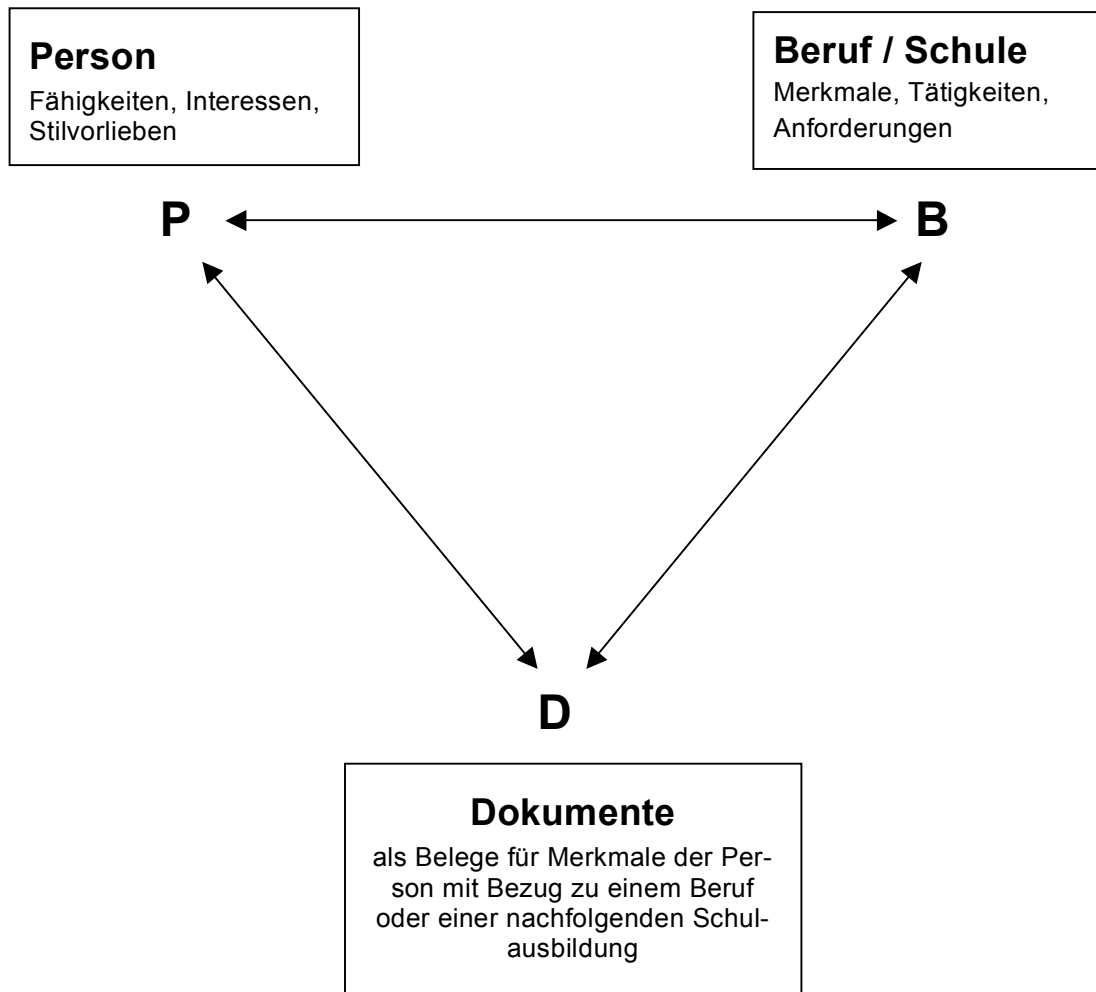 Person
Fähigkeiten, Interessen,
Stilvorlieben
Beruf / Schule
Merkmale, Tätigkeiten,
Anforderungen
P
B
D
Dokumente
als Belege für Merkmale der Per-
son mit Bezug zu einem Beruf
oder einer nachfolgenden Schul-
ausbildung